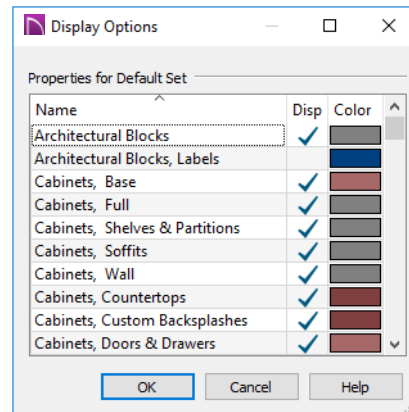 Display Options
Properties for Default Set
Name Disp Color
Architectural Blocks
Architectural Blocks, Labels
Cabinets, Base
Cabinets, Full
Cabinets, Shelves & Partitions
Cabinets, Soffits
Cabinets, Wall
Cabinets, Countertops
Cabinets, Custom Backsplashes
Cabinets, Doors & Drawers
OK Cancel Help